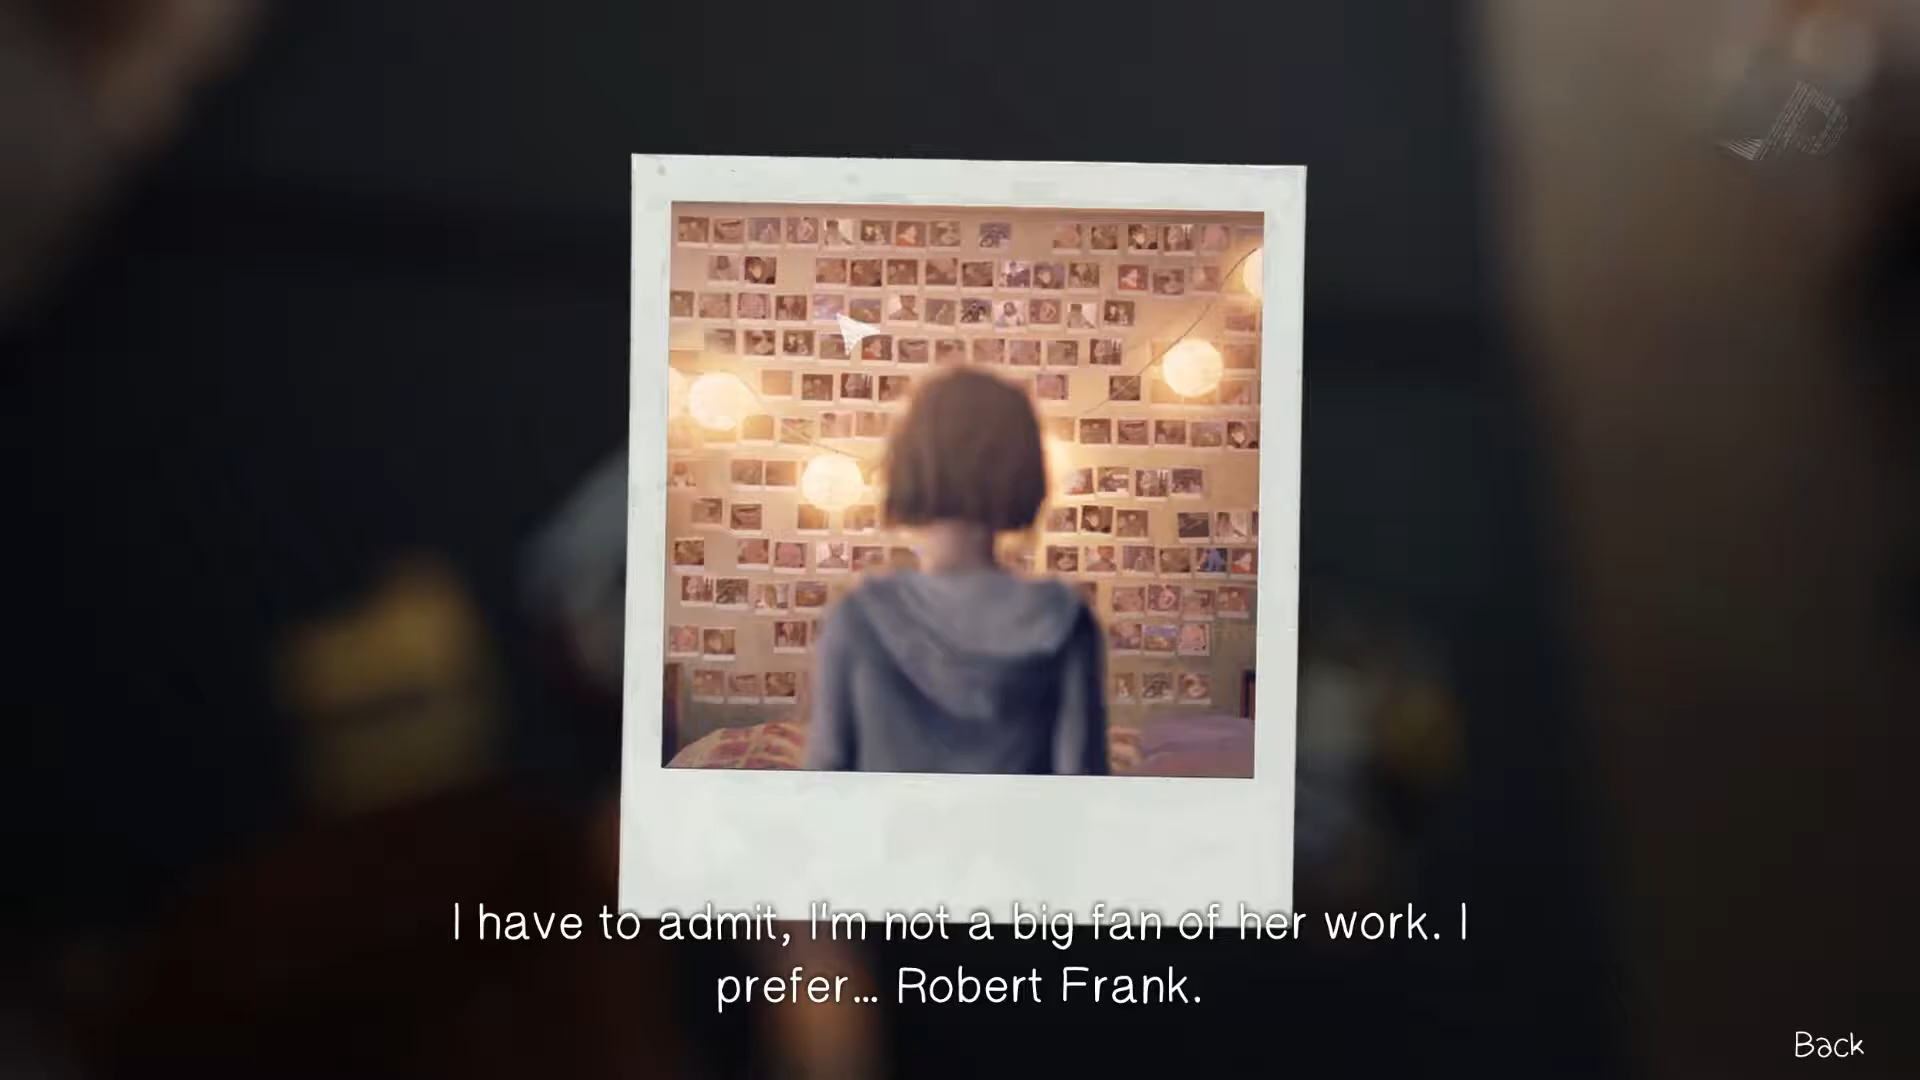 I have to admit, I'm not a big fan of her work. I
prefer... Robert Frank.
Back